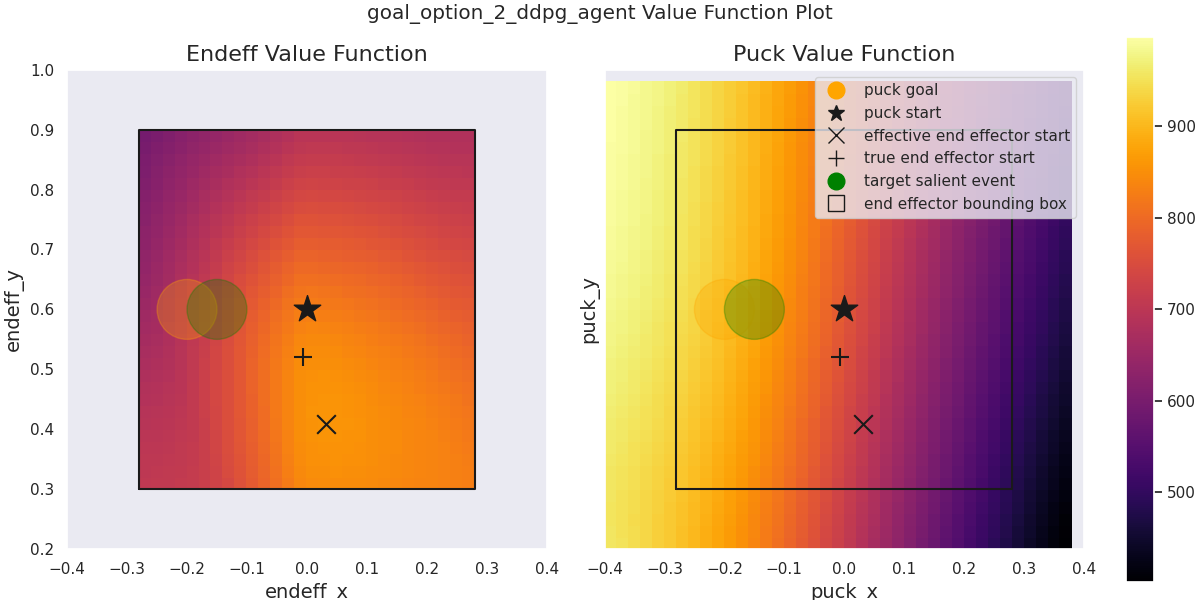 goal_option_2_ddpg_agent Value Function Plot
Endeff Value Function
1.0
0.9
0.8
0.7
0.6
0.5
0.4
0.3
0.2
endeff_y
−0.4 −0.3 −0.2 −0.1 0.0 0.1 0.2 0.3 0.4
endeff_x
Puck Value Function
puck goal
puck start
effective end effector start
true end effector start
target salient event
end effector bounding box
puck_y
−0.4 −0.3 −0.2 −0.1 0.0 0.1 0.2 0.3 0.4
puck_x
900
800
700
600
500